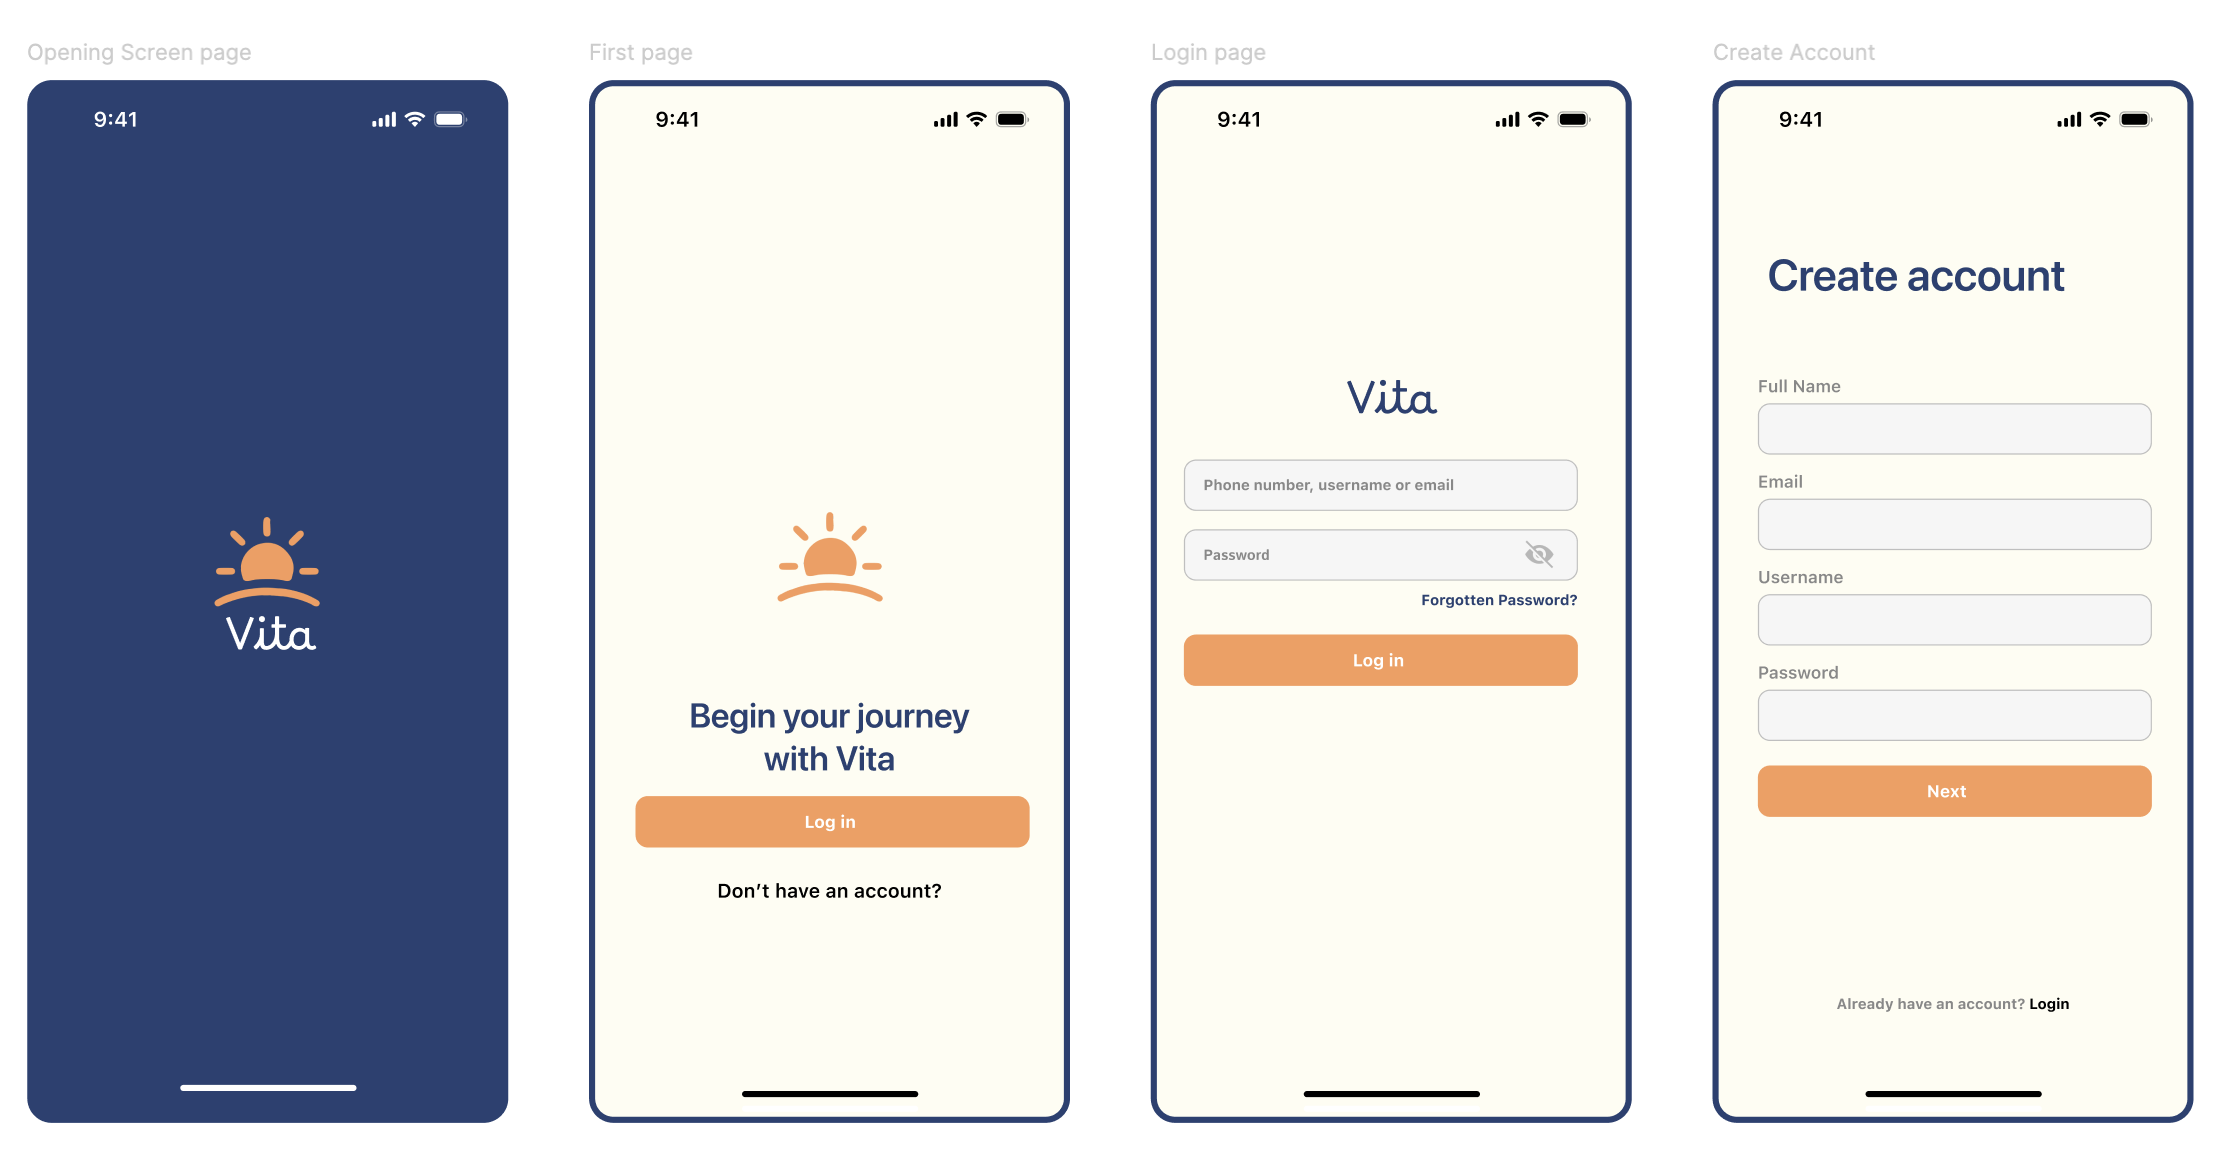 Opening Screen page
9:41
Vita
First page
9:41
Begin your journey
with Vita
Log in
Don’t have an account?
Login page
9:41
Vita
Phone number, username or email
Password
Forgotten Password?
Log in
Create Account
9:41
Create account
Full Name
Email
Username
Password
Next
Already have an account? Login